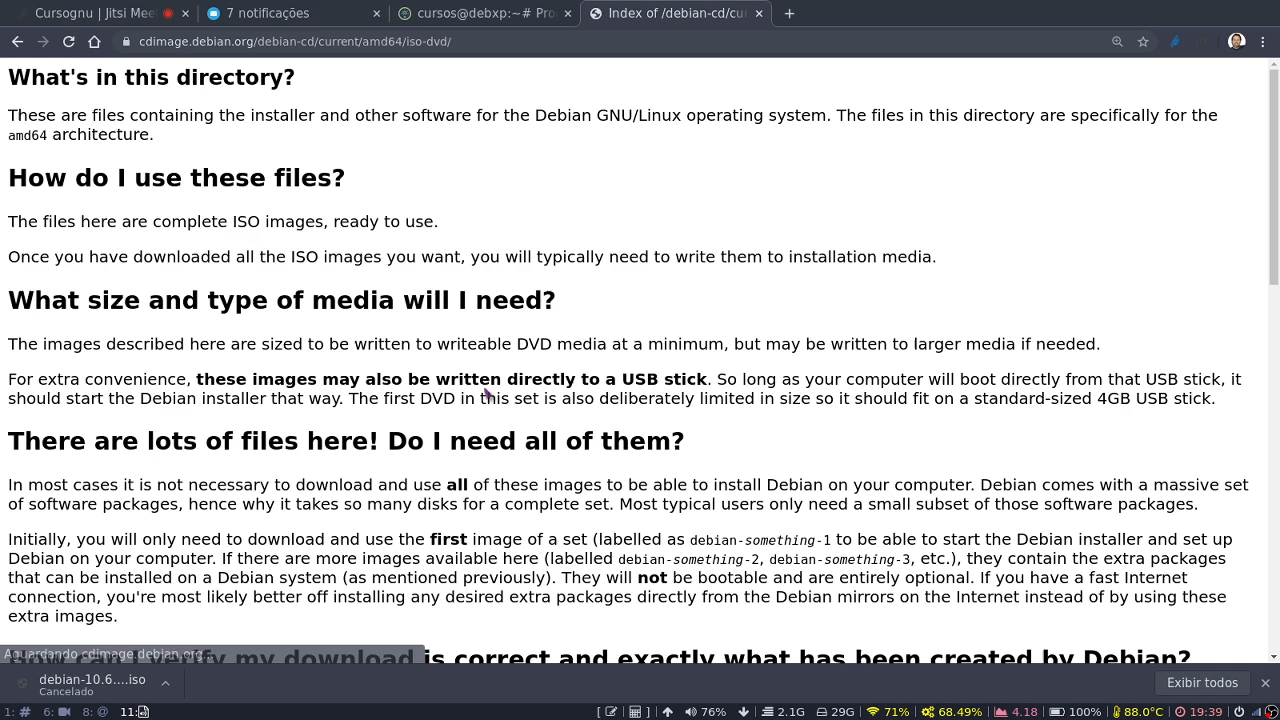 Cursognu | Jitsi Mee
7 notificações
cursos@debxp:~# Pro
Index of /debian-cd/cur
cdimage.debian.org/debian-cd/current/amd64/iso-dvd/
What's in this directory?
These are files containing the installer and other software for the Debian GNU/Linux operating system. The files in this directory are specifically for the
amd64 architecture.
How do I use these files?
The files here are complete ISO images, ready to use.
Once you have downloaded all the ISO images you want, you will typically need to write them to installation media.
What size and type of media will I need?
The images described here are sized to be written to writeable DVD media at a minimum, but may be written to larger media if needed.
For extra convenience, these images may also be written directly to a USB stick. So long as your computer will boot directly from that USB stick, it
should start the Debian installer that way. The first DVD in this set is also deliberately limited in size so it should fit on a standard-sized 4GB USB stick.
There are lots of files here! Do I need all of them?
In most cases it is not necessary to download and use all of these images to be able to install Debian on your computer. Debian comes with a massive set
of software packages, hence why it takes so many disks for a complete set. Most typical users only need a small subset of those software packages.
Initially, you will only need to download and use the first image of a set (labelled as debian-something-1 to be able to start the Debian installer and set up
Debian on your computer. If there are more images available here (labelled debian-something-2, debian-something-3, etc.), they contain the extra packages
that can be installed on a Debian system (as mentioned previously). They will not be bootable and are entirely optional. If you have a fast Internet
connection, you're most likely better off installing any desired extra packages directly from the Debian mirrors on the Internet instead of by using these
extra images.
Aguardando cdimage.debian.org...
How can I verify my download is correct and exactly what has been created by Debian?
debian-10.6....iso
Cancelado
Exibir todos
1: # 6: 8: @ 11: 76% 2.1G 29G 71% 68.49% 4.18 100% 88.0°C 19:39